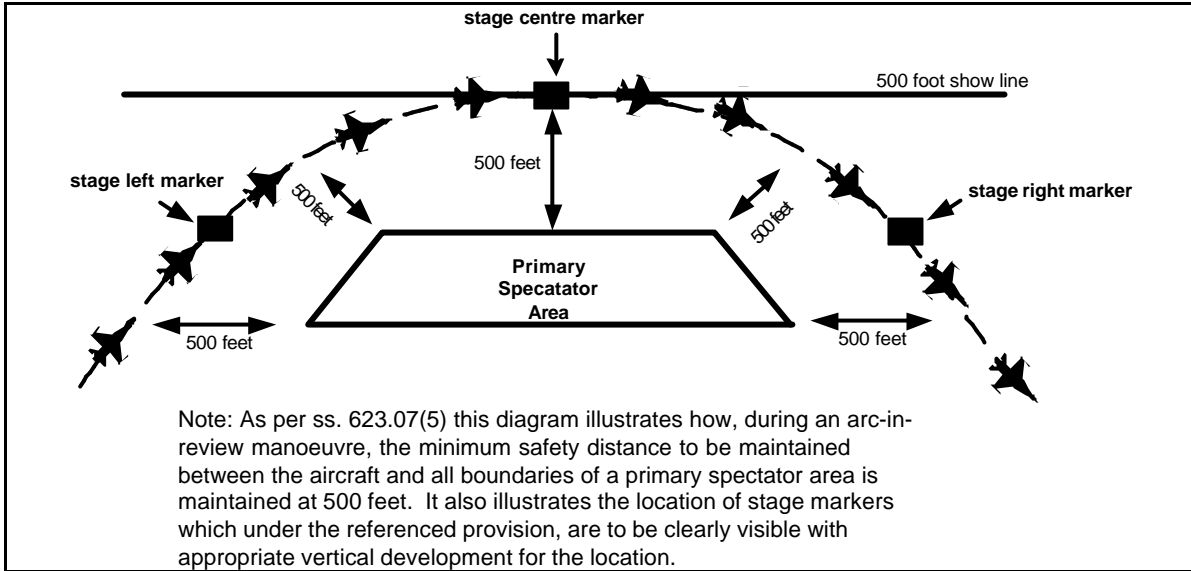 stage centre marker
500 foot show line
500 feet
stage left marker
500 feet
500 feet
stage right marker
Primary
Specatator
Area
500 feet
500 feet
Note: As per ss. 623.07(5) this diagram illustrates how, during an arc-in-
review manoeuvre, the minimum safety distance to be maintained
between the aircraft and all boundaries of a primary spectator area is
maintained at 500 feet.  It also illustrates the location of stage markers
which under the referenced provision, are to be clearly visible with
appropriate vertical development for the location.